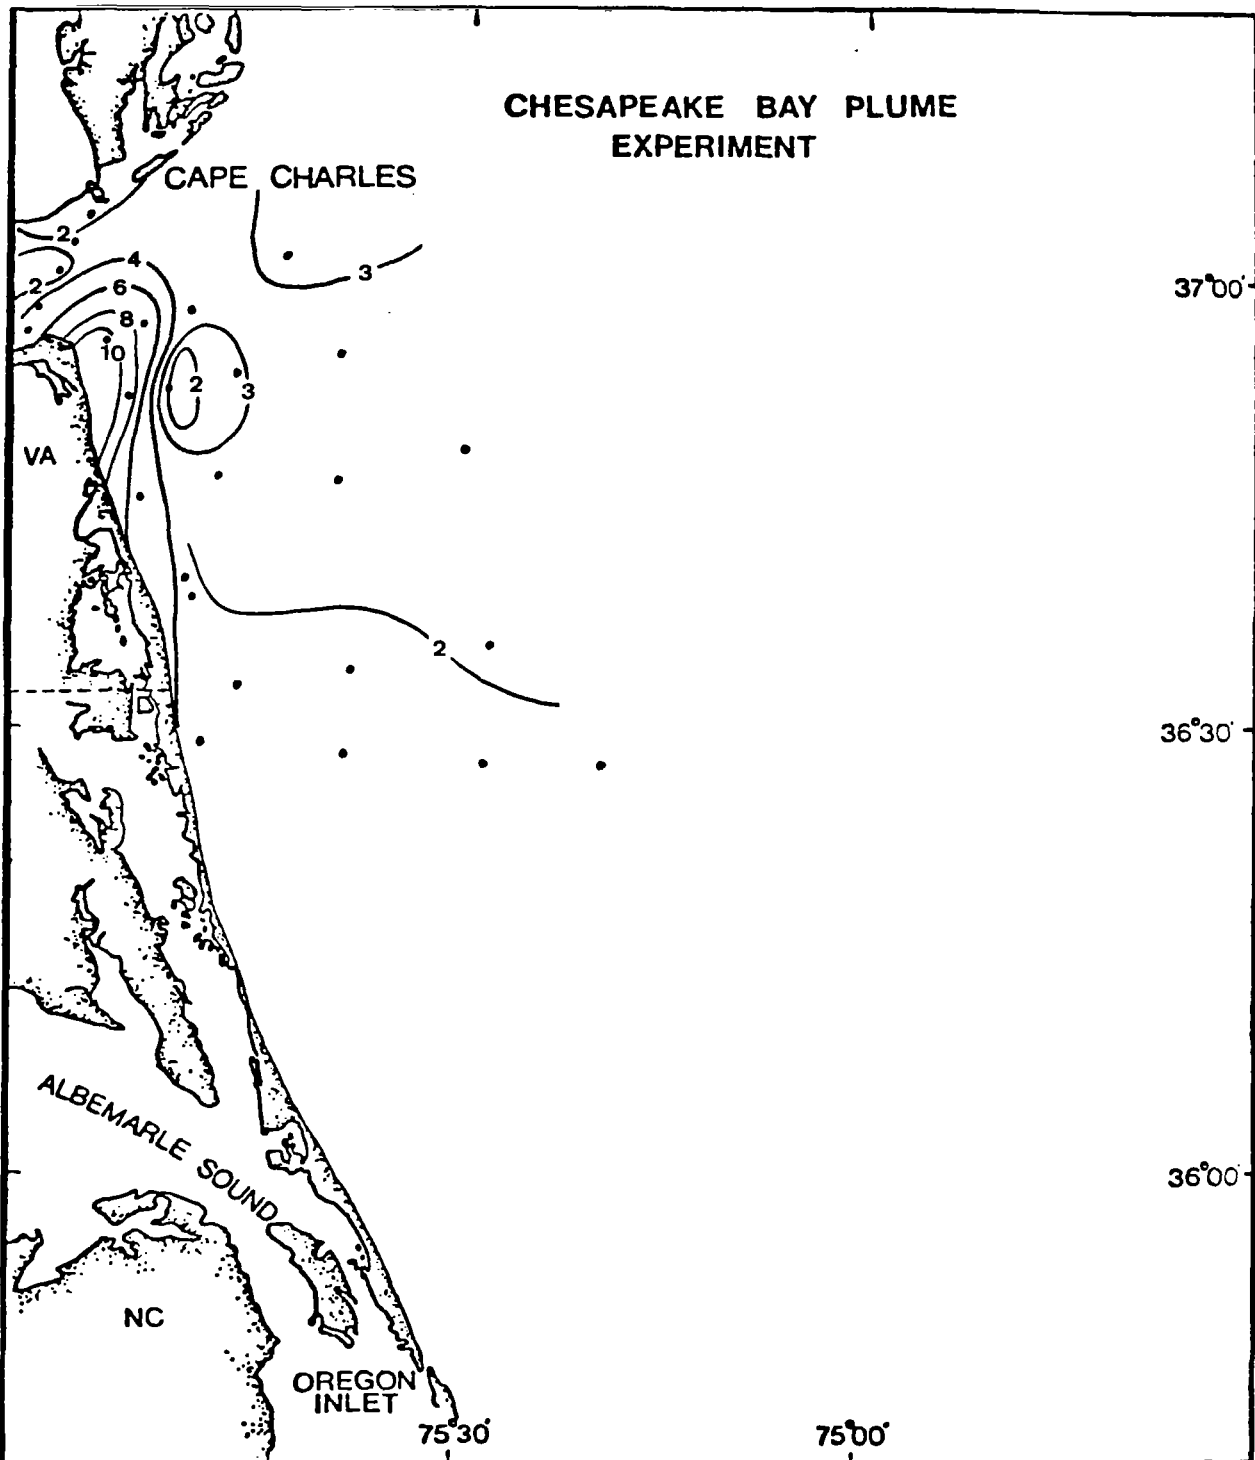 CHESAPEAKE BAY PLUME
EXPERIMENT
CAPE CHARLES
2
4
3
2
6
37°00'
8
10
2
3
VA
2
36°30'
ALBEMARLE SOUND
36°00'
NC
OREGON
INLET
75°30'
75°00'